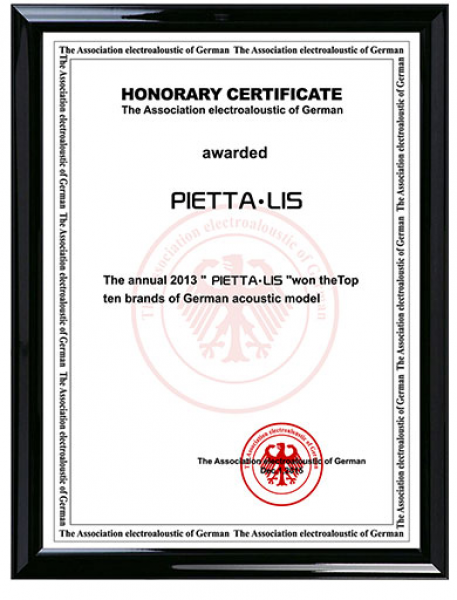 The Association electroaloustic of German The Association electroaloustic of German
HONORARY CERTIFICATE
The Association electroaloustic of German
awarded
PIETTA·LIS
The annual 2013 " PIETTA·LIS "won theTop
ten brands of German acoustic model
The Association electroaloustic of German
The Association electroaloustic of German The Association electroaloustic of German The Association electroaloustic of German
The Association electroaloustic of German The Association electroaloustic of German The Association electroaloustic of German
The Association electroaloustic of German The Association electroaloustic of German